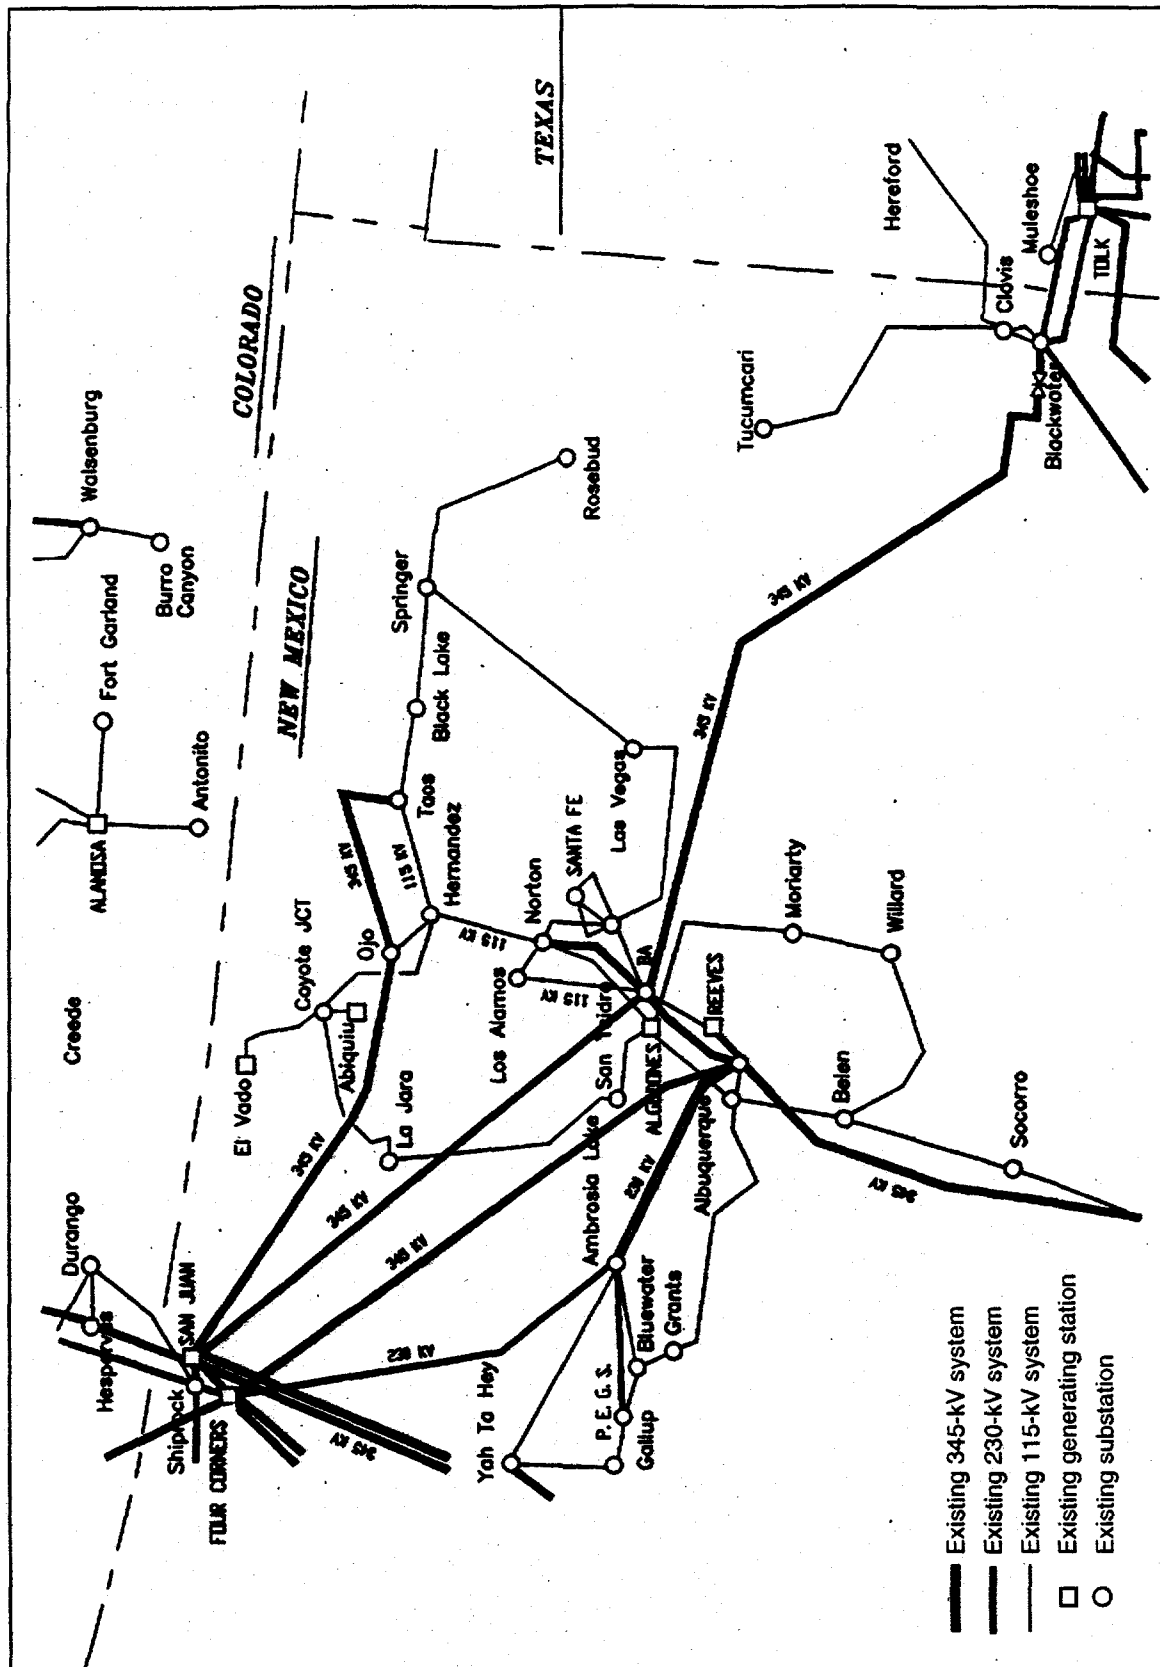 Creede
ALAMOSA
Fort Garland
Walsenburg
Burro
Canyon
Antonito
COLORADO
NEW MEXICO
TEXAS
Durango
Hesperus
SAN JUAN
Shiprock
FOUR CORNERS
345 KV
345 KV
345 KV
345 KV
230 KV
El Vado
Coyote JCT
Abiquiu
Ojo
345 KV
115 KV
Taos
Hernandez
Black Lake
Springer
Rosebud
La Jara
Los Alamos
115 KV
115 KV
Norton
SANTA FE
Las Vegas
BA
San Ysidro
ALGODONES
REEVES
Yah Ta Hey
P.E.G.S.
Gallup
Ambrosia Lake
230 KV
Bluewater
Grants
Albuquerque
Belen
Socorro
345 KV
Moriarty
Willard
345 KV
345 KV
Tucumcari
Hereford
Clovis
Muleshoe
TOLK
Blackwater
Existing 345-kV system
Existing 230-kV system
Existing 115-kV system
Existing generating station
Existing substation